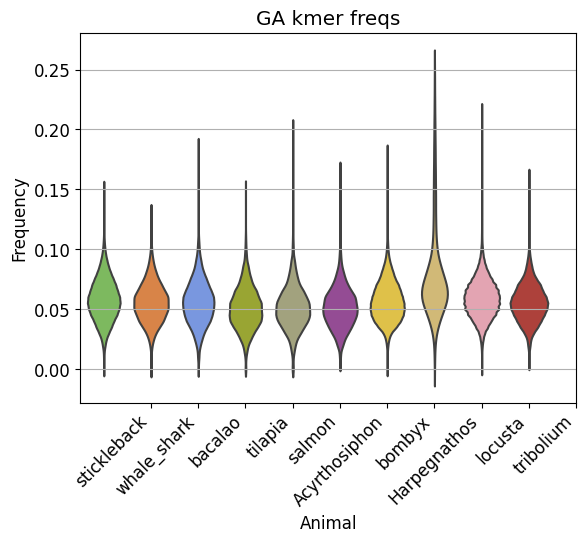 GA kmer freqs
0.25
0.20
0.15
0.10
0.05
0.00
Frequency
stickleback
whale_shark
bacalao
tilapia
salmon
Acyrthosiphon
bombyx
Harpegnathos
locusta
tribolium
Animal